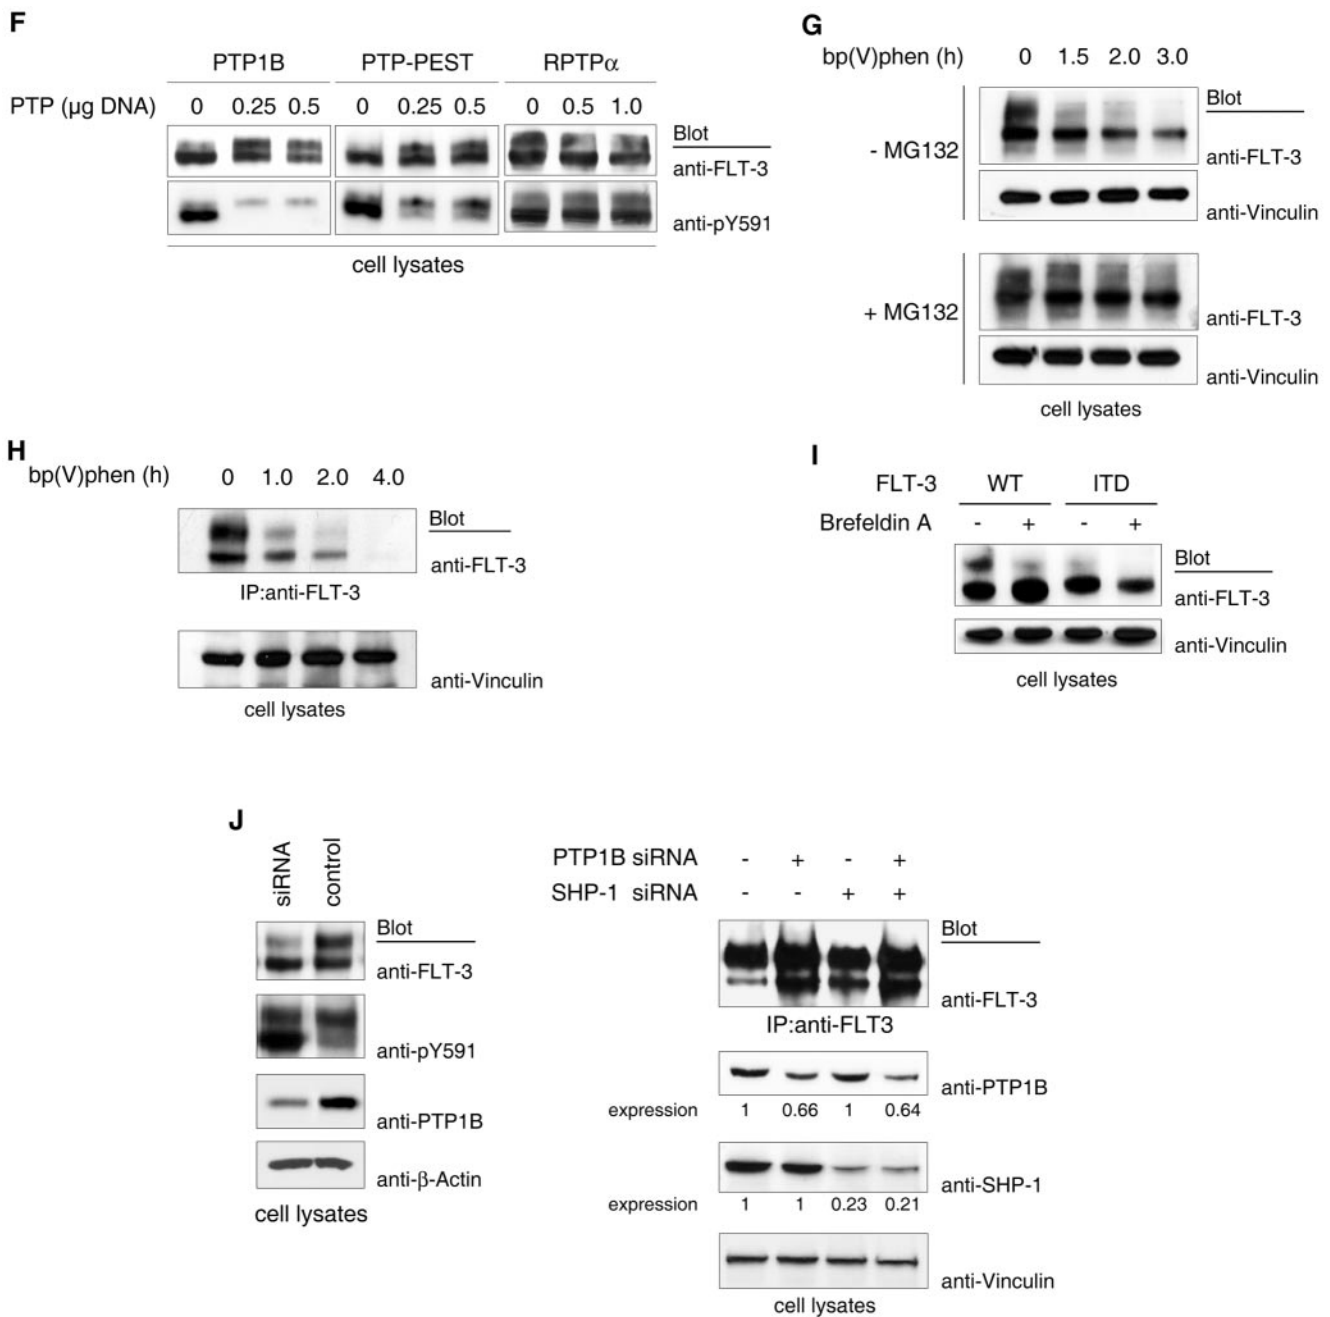 F
PTP1B PTP-PEST RPTPα
PTP (µg DNA) 0 0.25 0.5 0 0.25 0.5 0 0.5 1.0
Blot
anti-FLT-3
anti-pY591
cell lysates
G
bp(V)phen (h) 0 1.5 2.0 3.0
Blot
- MG132
anti-FLT-3
anti-Vinculin
+ MG132
anti-FLT-3
anti-Vinculin
cell lysates
H
bp(V)phen (h) 0 1.0 2.0 4.0
Blot
anti-FLT-3
IP:anti-FLT-3
anti-Vinculin
cell lysates
I
FLT-3 WT ITD
Brefeldin A - + - +
Blot
anti-FLT-3
anti-Vinculin
cell lysates
J
siRNA control
Blot
anti-FLT-3
anti-pY591
anti-PTP1B
anti-β-Actin
cell lysates
PTP1B siRNA - + - +
SHP-1 siRNA - - + +
Blot
anti-FLT-3
IP:anti-FLT3
anti-PTP1B
expression 1 0.66 1 0.64
anti-SHP-1
expression 1 1 0.23 0.21
anti-Vinculin
cell lysates